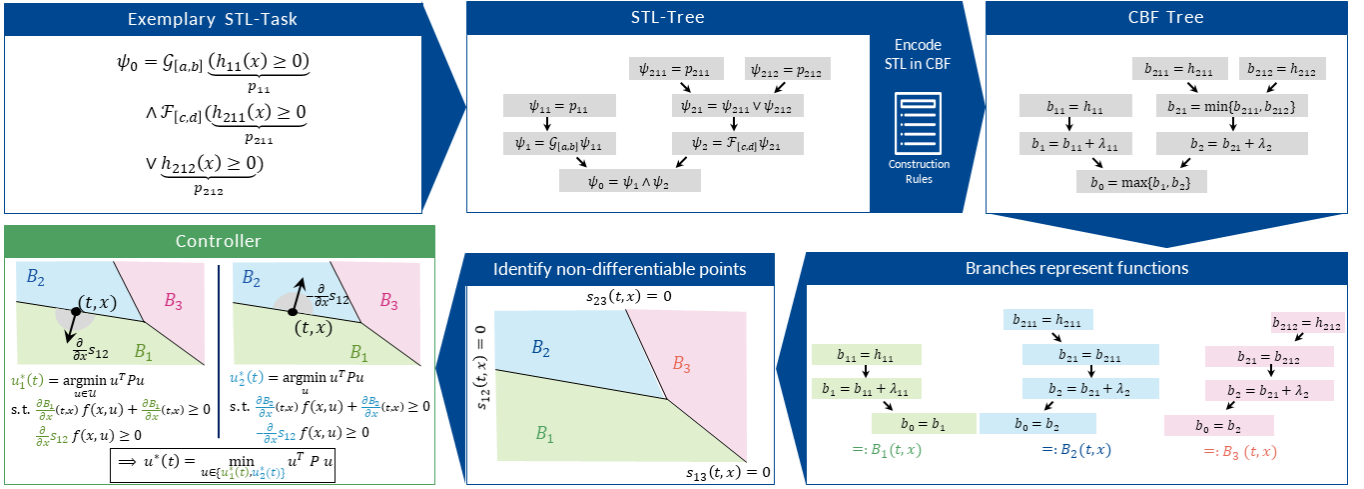 Exemplary STL-Task
ψ₀ = 𝒢[a,b] (h₁₁(x) ≥ 0)
p₁₁
∧ ℱ[c,d](h₂₁₁(x) ≥ 0
p₂₁₁
∨ h₂₁₂(x) ≥ 0)
p₂₁₂
STL-Tree
ψ₂₁₁ = p₂₁₁
ψ₂₁₂ = p₂₁₂
ψ₁₁ = p₁₁
ψ₂₁ = ψ₂₁₁ ∨ ψ₂₁₂
ψ₁ = 𝒢[a,b]ψ₁₁
ψ₂ = ℱ[c,d]ψ₂₁
ψ₀ = ψ₁ ∧ ψ₂
Encode
STL in CBF
Construction
Rules
CBF Tree
b₂₁₁ = h₂₁₁
b₂₁₂ = h₂₁₂
b₁₁ = h₁₁
b₂₁ = min{b₂₁₁, b₂₁₂}
b₁ = b₁₁ + λ₁₁
b₂ = b₂₁ + λ₂
b₀ = max{b₁, b₂}
Controller
B₂
(t, x)
B₃
∂/∂x s₁₂
B₁
u₁*(t) = argmin uᵀPu
u∈𝒰
s.t. ∂B₁/∂x (t,x) f(x, u) + ∂B₁/∂x (t,x) ≥ 0
∂/∂x s₁₂ f(x, u) ≥ 0
B₂
-∂/∂x s₁₂
B₃
(t, x)
B₁
u₂*(t) = argmin uᵀPu
u
s.t. ∂B₂/∂x (t,x) f(x, u) + ∂B₂/∂x (t,x) ≥ 0
-∂/∂x s₁₂ f(x, u) ≥ 0
⟹ u*(t) = min uᵀ P u
u∈{u₁*(t),u₂*(t)}
Identify non-differentiable points
s₂₃(t, x) = 0
s₁₂(t, x) = 0
B₂
B₃
B₁
s₁₃(t, x) = 0
Branches represent functions
b₁₁ = h₁₁
b₁ = b₁₁ + λ₁₁
b₀ = b₁
=: B₁(t, x)
b₂₁₁ = h₂₁₁
b₂₁ = b₂₁₁
b₂ = b₂₁ + λ₂
b₀ = b₂
=: B₂(t, x)
b₂₁₂ = h₂₁₂
b₂₁ = b₂₁₂
b₂ = b₂₁ + λ₂
b₀ = b₂
=: B₃ (t, x)